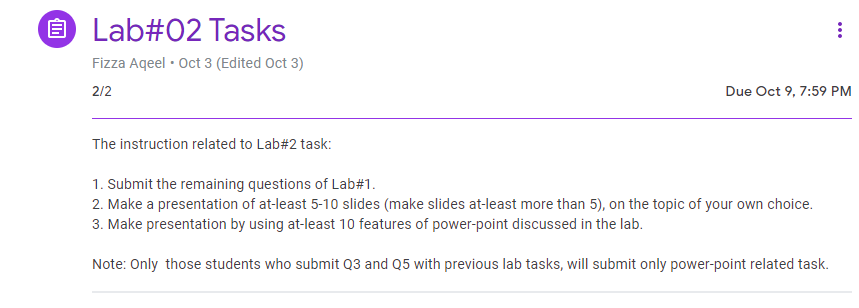 Lab#02 Tasks
Fizza Aqeel • Oct 3 (Edited Oct 3)
2/2
Due Oct 9, 7:59 PM
The instruction related to Lab#2 task:
1. Submit the remaining questions of Lab#1.
2. Make a presentation of at-least 5-10 slides (make slides at-least more than 5), on the topic of your own choice.
3. Make presentation by using at-least 10 features of power-point discussed in the lab.
Note: Only  those students who submit Q3 and Q5 with previous lab tasks, will submit only power-point related task.